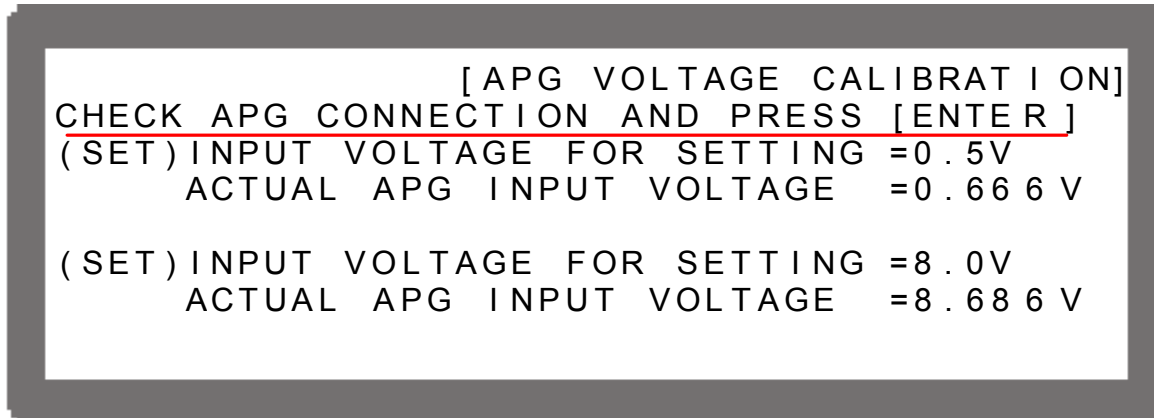 [APG VOLTAGE CALIBRATION]
CHECK APG CONNECTION AND PRESS [ENTER]
(SET)INPUT VOLTAGE FOR SETTING =0.5V
ACTUAL APG INPUT VOLTAGE =0.666V
(SET)INPUT VOLTAGE FOR SETTING =8.0V
ACTUAL APG INPUT VOLTAGE =8.686V